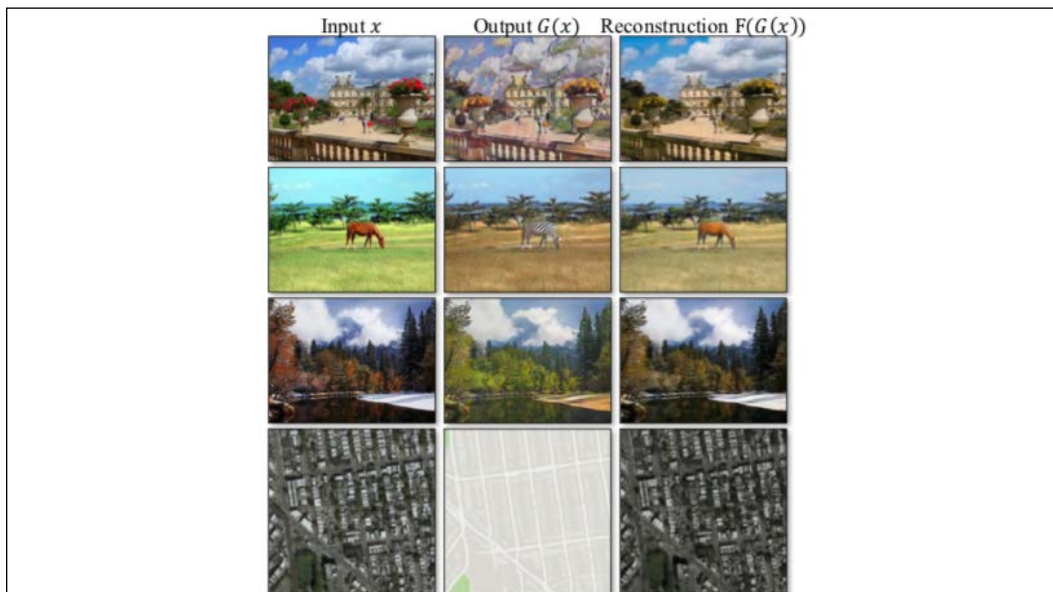 Input x Output G(x) Reconstruction F(G(x))